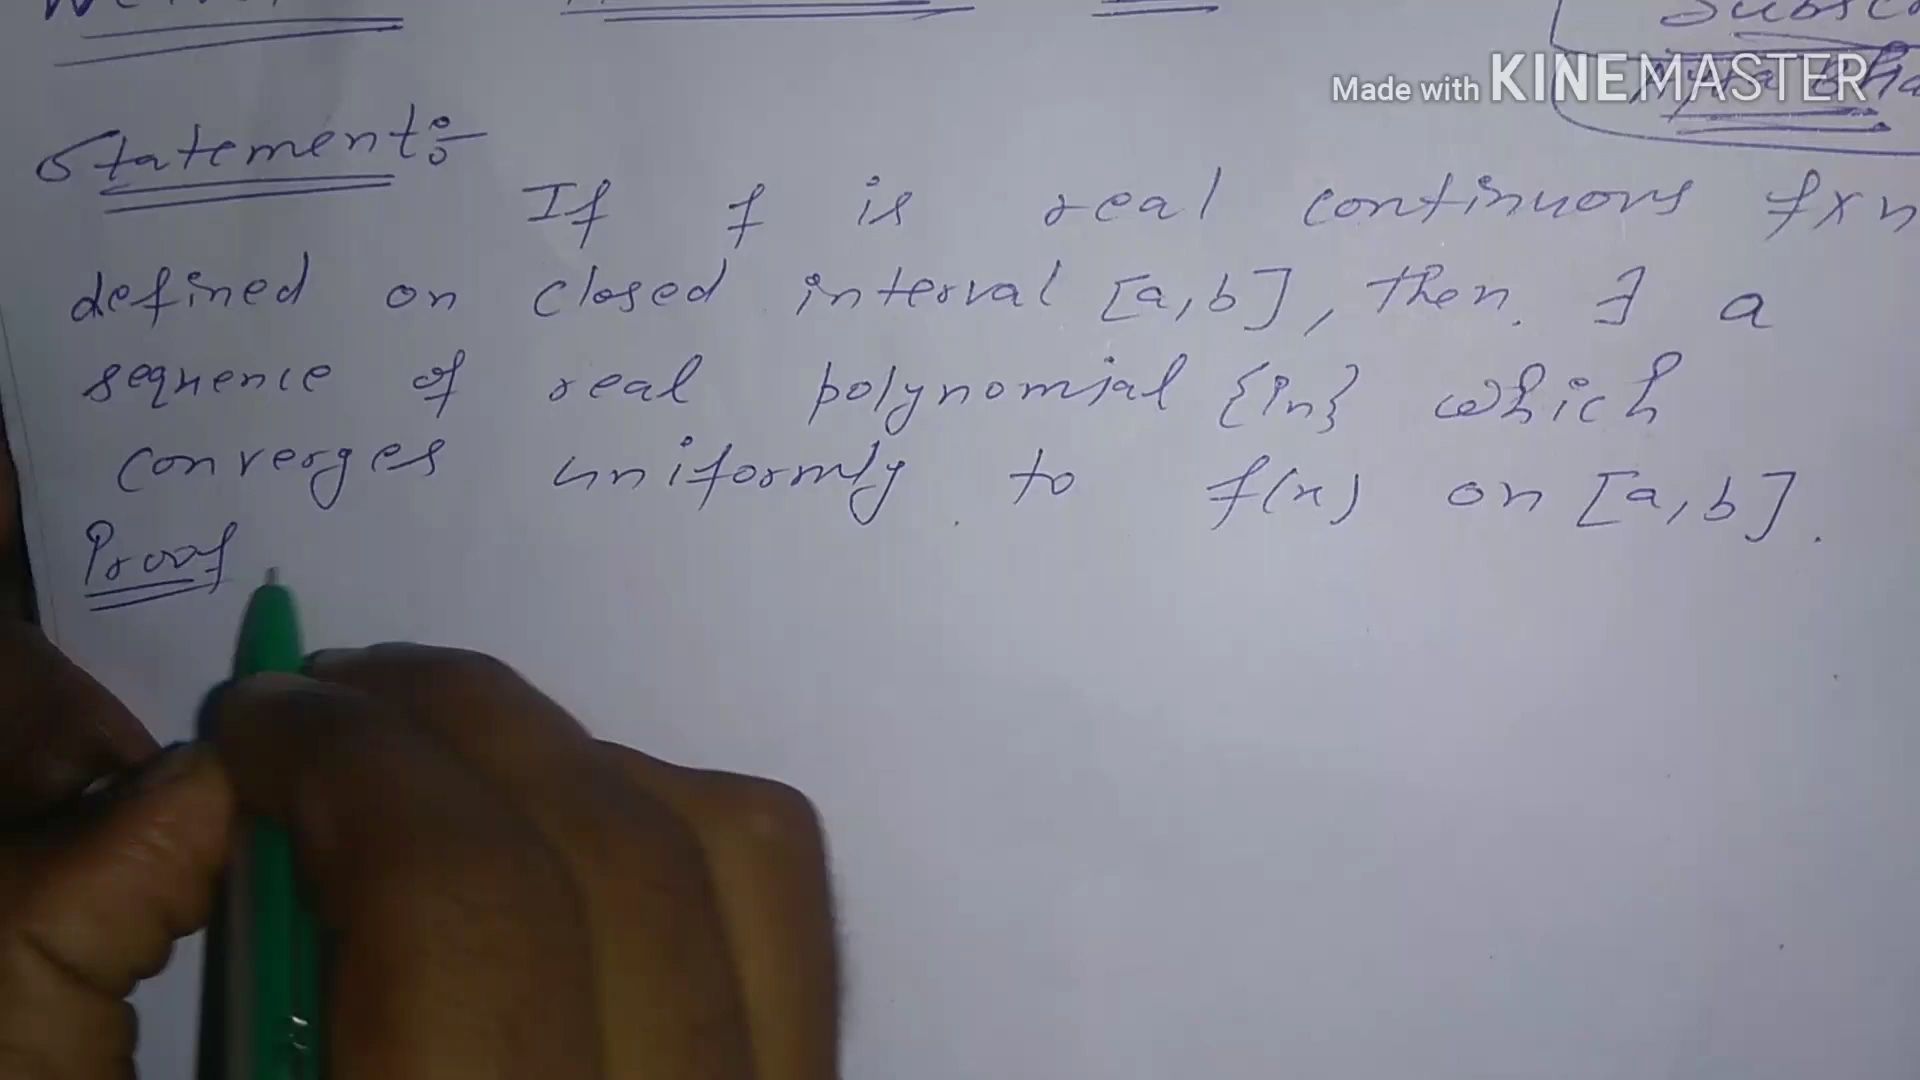 Made with KINEMASTER
Statement:-
If f is real continuous fxn
defined on closed interval [a,b], then ∃ a
sequence of real polynomial {Pn} which
converges uniformly to f(x) on [a,b].
Proof